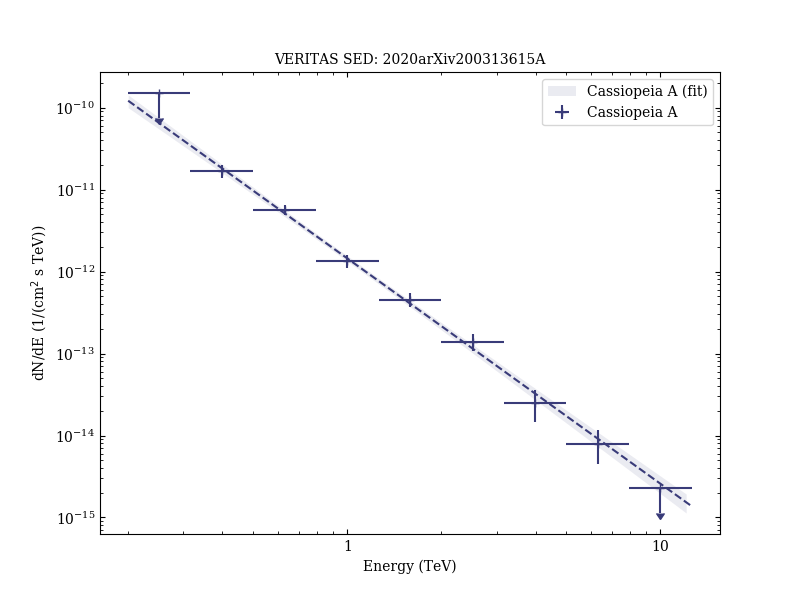 VERITAS SED: 2020arXiv200313615A
Cassiopeia A (fit)
Cassiopeia A
dN/dE (1/(cm² s TeV))
10⁻¹⁰
10⁻¹¹
10⁻¹²
10⁻¹³
10⁻¹⁴
10⁻¹⁵
1
10
Energy (TeV)